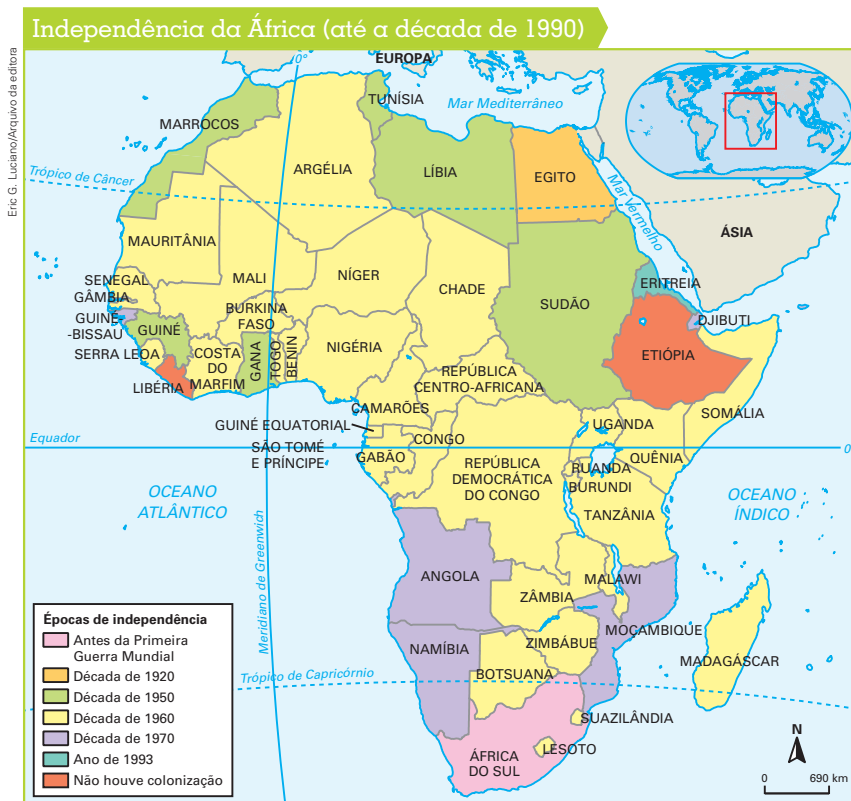 Independência da África (até a década de 1990)
Eric G. Luciano/Arquivo da editora
EUROPA
0°
TUNÍSIA
Mar Mediterrâneo
MARROCOS
ARGÉLIA
LÍBIA
EGITO
Trópico de Câncer
Mar Vermelho
ÁSIA
MAURITÂNIA
MALI
NÍGER
CHADE
SUDÃO
ERITREIA
SENEGAL
GÂMBIA
GUINÉ-
-BISSAU
GUINÉ
BURKINA
FASO
DJIBUTI
NIGÉRIA
ETIÓPIA
SERRA LEOA
COSTA
DO
MARFIM
GANA
TOGO
BENIN
LIBÉRIA
REPÚBLICA
CENTRO-AFRICANA
SOMÁLIA
CAMARÕES
GUINÉ EQUATORIAL
UGANDA
CONGO
Equador
0°
SÃO TOMÉ
E PRÍNCIPE
GABÃO
QUÊNIA
REPÚBLICA
DEMOCRÁTICA
DO CONGO
RUANDA
BURUNDI
TANZÂNIA
OCEANO
ATLÂNTICO
OCEANO
ÍNDICO
Meridiano de Greenwich
ANGOLA
ZÂMBIA
MALAWI
MOÇAMBIQUE
NAMÍBIA
ZIMBÁBUE
BOTSUANA
MADAGÁSCAR
Trópico de Capricórnio
SUAZILÂNDIA
LESOTO
ÁFRICA
DO SUL
Épocas de independência
Antes da Primeira
Guerra Mundial
Década de 1920
Década de 1950
Década de 1960
Década de 1970
Ano de 1993
Não houve colonização
N
0 690 km